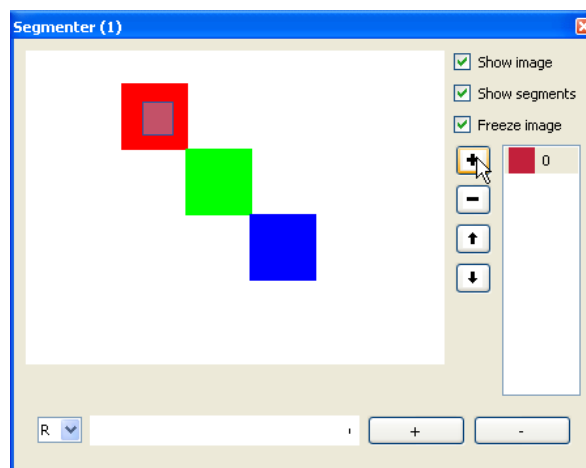 Segmenter (1)
Show image
Show segments
Freeze image
0
R
+
-